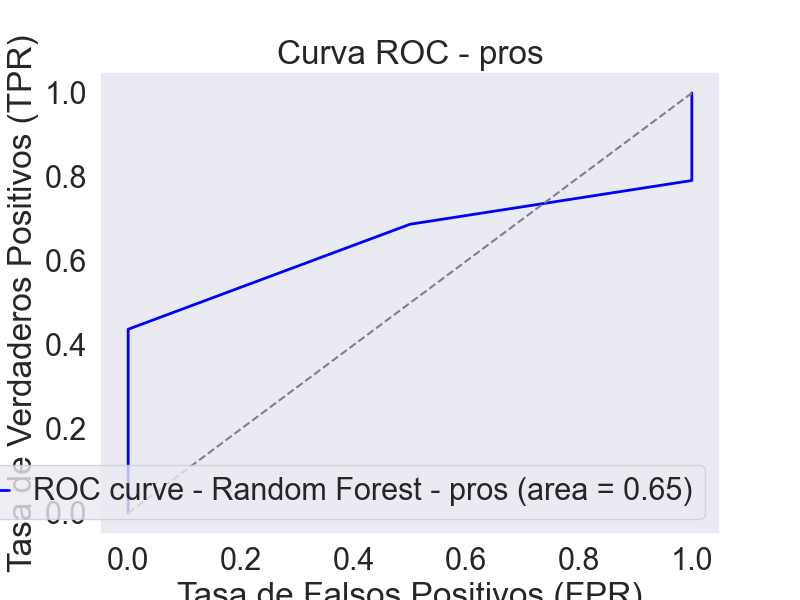 Curva ROC - pros
Tasa de Verdaderos Positivos (TPR)
1.0
0.8
0.6
0.4
0.2
0.0
ROC curve - Random Forest - pros (area = 0.65)
0.0 0.2 0.4 0.6 0.8 1.0
Tasa de Falsos Positivos (FPR)